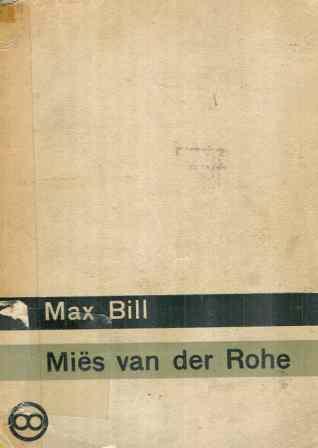 Max Bill
Miës van der Rohe